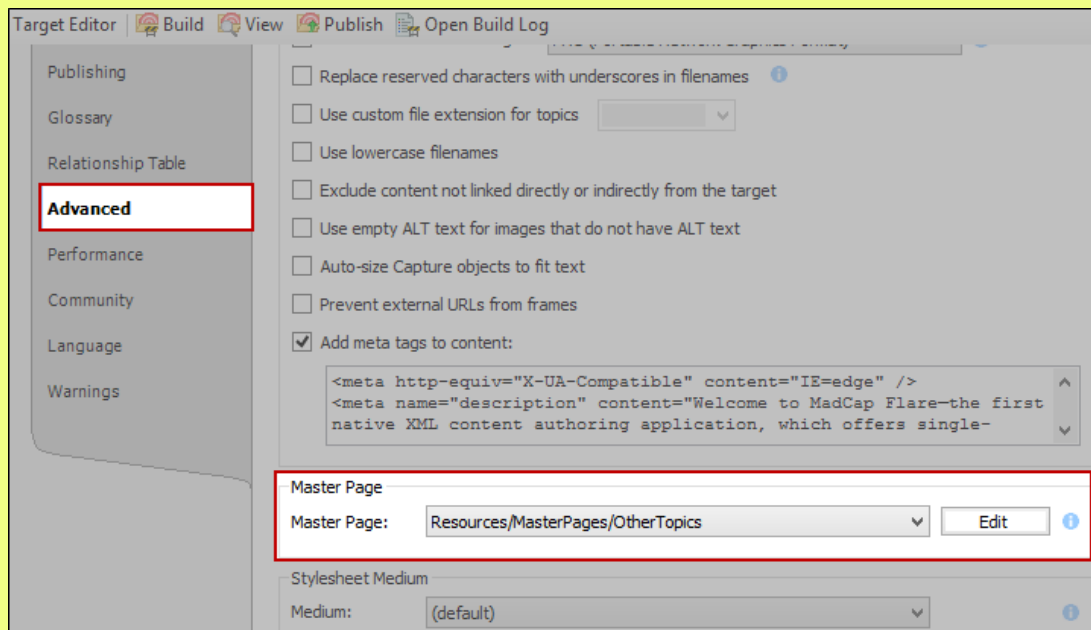 Target Editor Build View Publish Open Build Log
Publishing
Glossary
Relationship Table
Advanced
Performance
Community
Language
Warnings
Replace reserved characters with underscores in filenames
Use custom file extension for topics
Use lowercase filenames
Exclude content not linked directly or indirectly from the target
Use empty ALT text for images that do not have ALT text
Auto-size Capture objects to fit text
Prevent external URLs from frames
Add meta tags to content:
<meta http-equiv="X-UA-Compatible" content="IE=edge" />
<meta name="description" content="Welcome to MadCap Flare—the first
native XML content authoring application, which offers single-
Master Page
Master Page: Resources/MasterPages/OtherTopics Edit
Stylesheet Medium
Medium: (default)